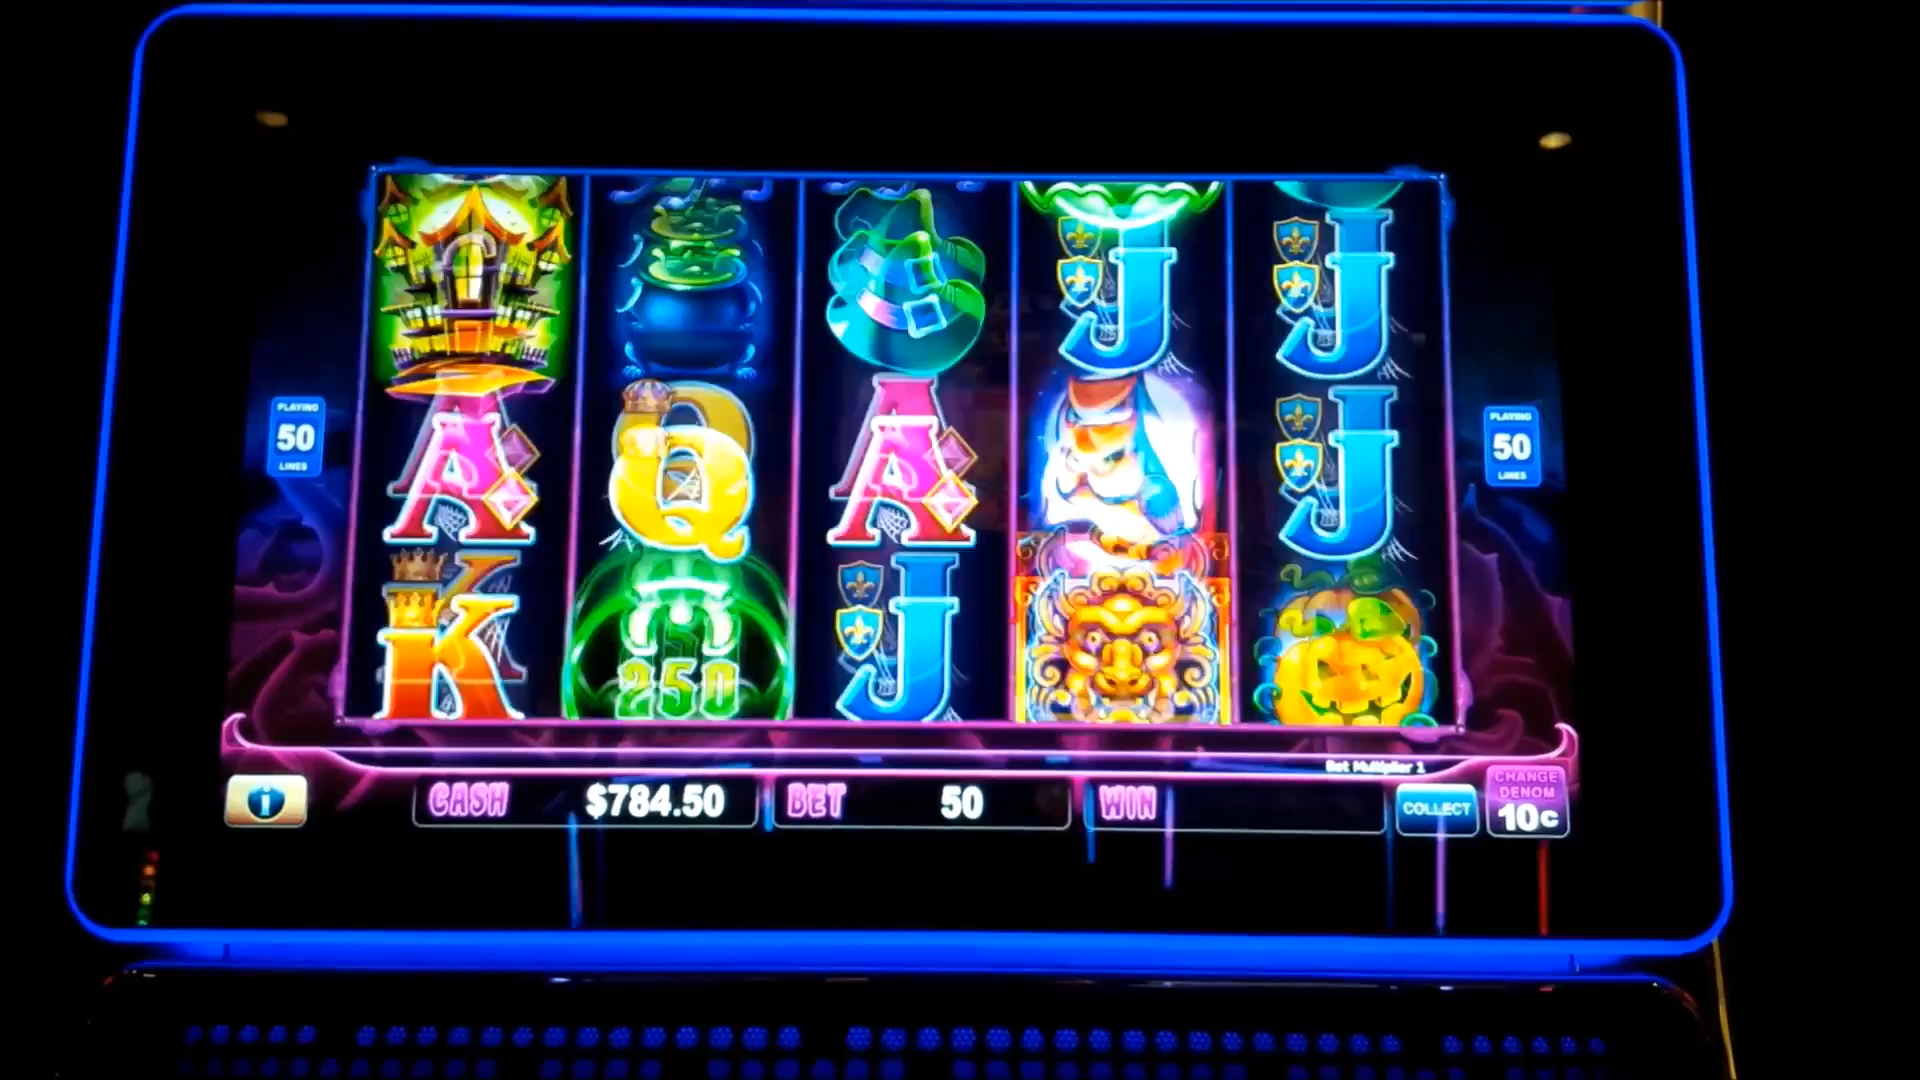 J J
PLAYING
50
LINES
A Q A J
PLAYING
50
LINES
K 250 J
Bet Multiplier 1
CASH $784.50 BET 50 WIN
COLLECT
CHANGE
DENOM
10¢
i